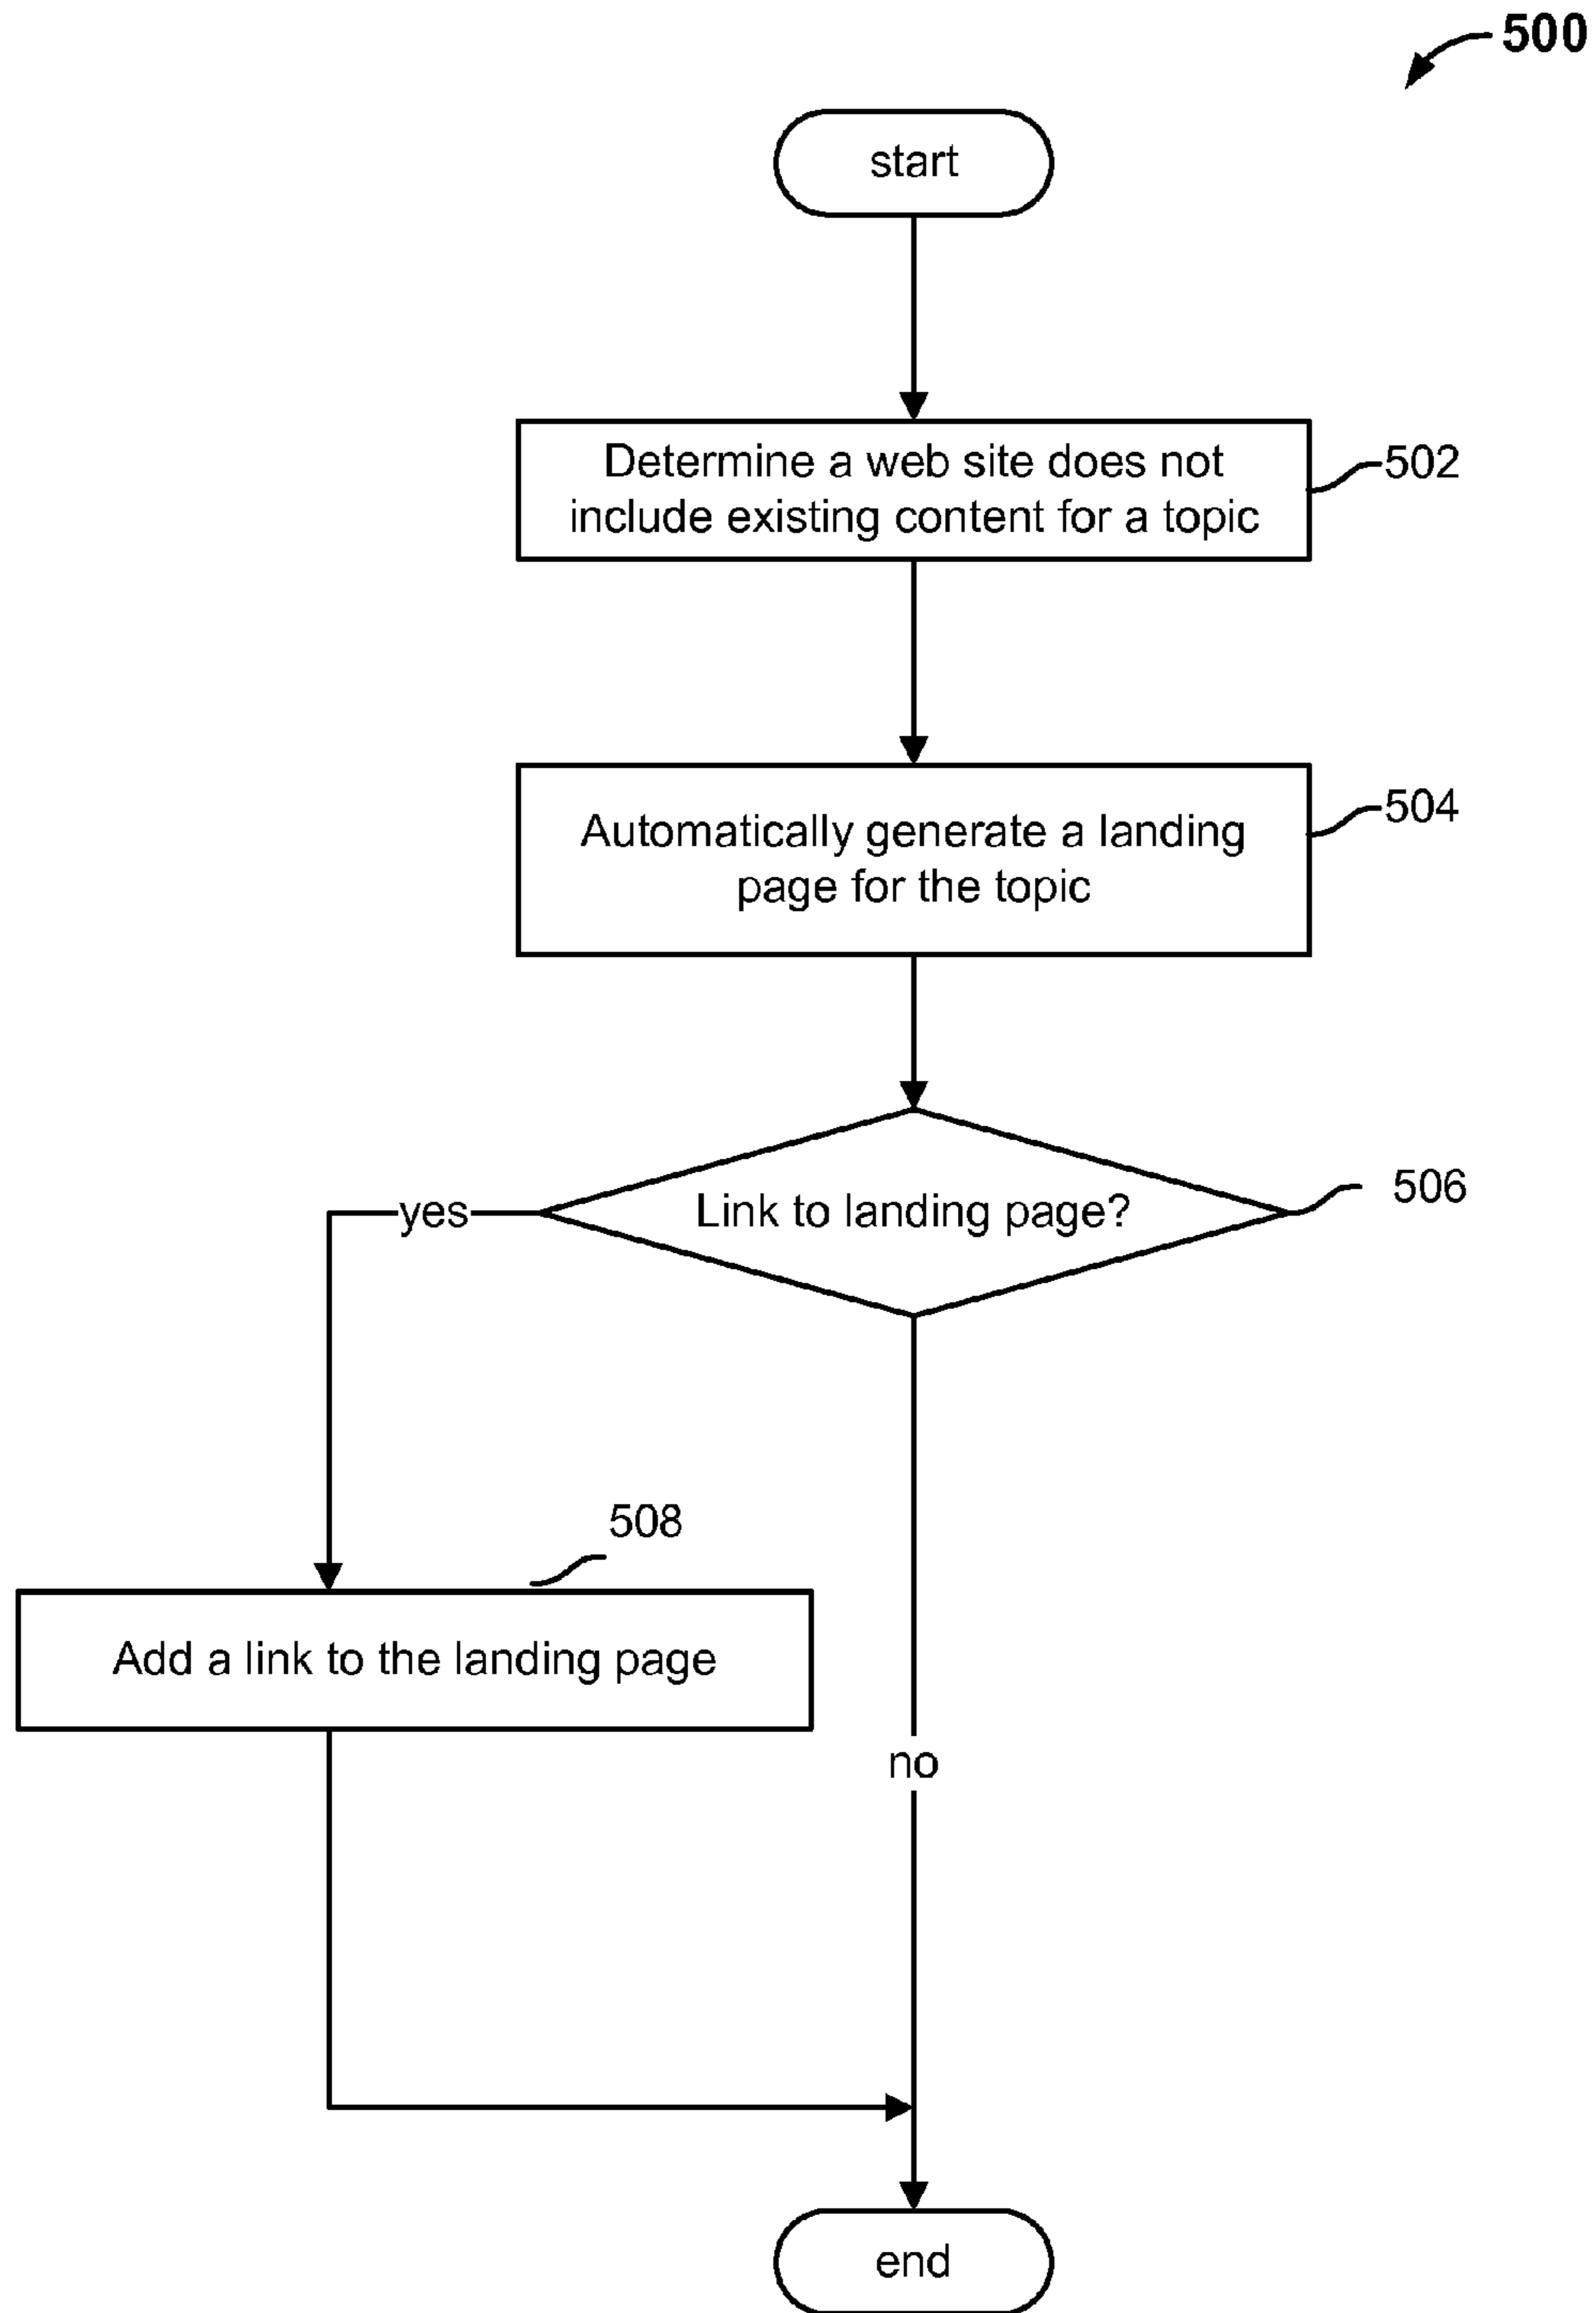 500
start
Determine a web site does not
include existing content for a topic
502
Automatically generate a landing
page for the topic
504
Link to landing page?
506
yes
508
Add a link to the landing page
no
end